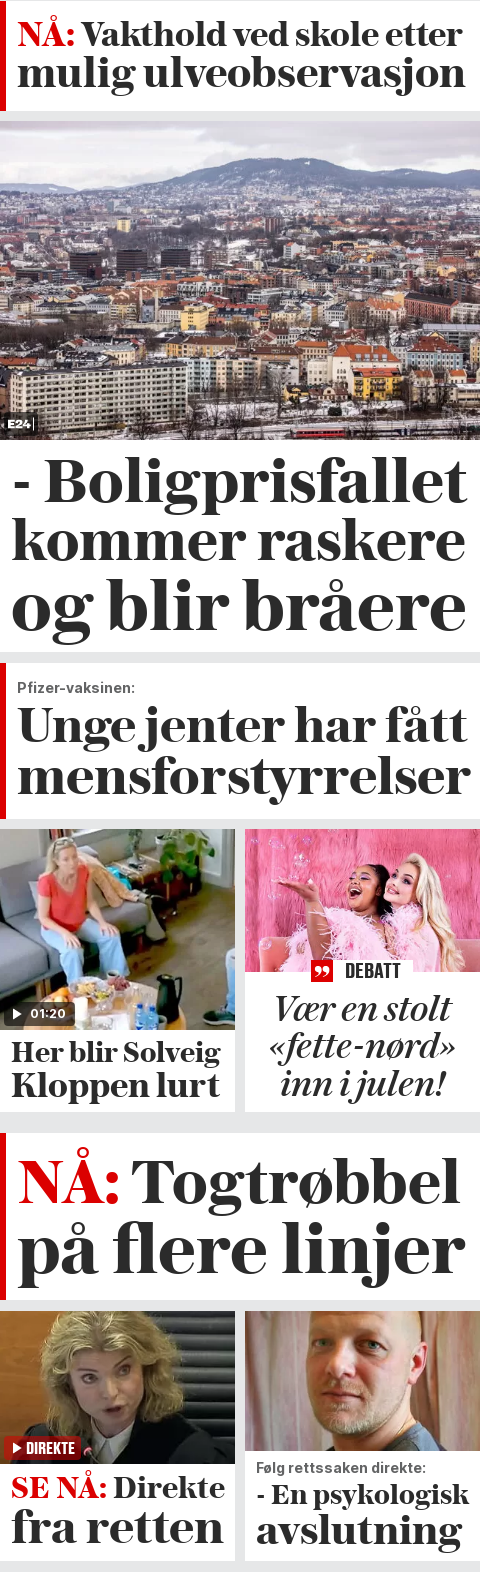 NÅ: Vakthold ved skole etter
mulig ulveobservasjon
E24
- Boligprisfallet
kommer raskere
og blir bråere
Pfizer-vaksinen:
Unge jenter har fått
mensforstyrrelser
01:20
Her blir Solveig
Kloppen lurt
DEBATT
Vær en stolt
«fette-nørd»
inn i julen!
NÅ: Togtrøbbel
på flere linjer
DIREKTE
SE NÅ: Direkte
fra retten
Følg rettssaken direkte:
- En psykologisk
avslutning